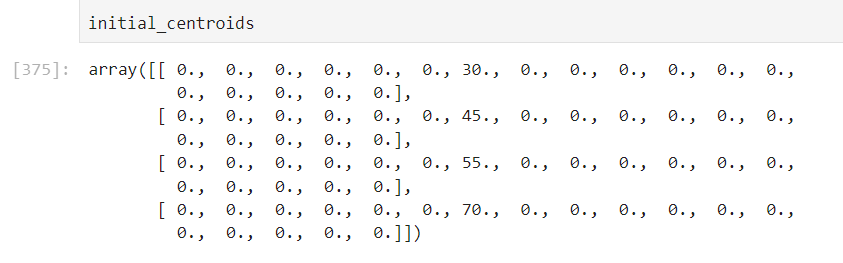 initial_centroids
[375]: array([[ 0., 0., 0., 0., 0., 0., 30., 0., 0., 0., 0., 0., 0.,
0., 0., 0., 0., 0.],
[ 0., 0., 0., 0., 0., 0., 45., 0., 0., 0., 0., 0., 0.,
0., 0., 0., 0., 0.],
[ 0., 0., 0., 0., 0., 0., 55., 0., 0., 0., 0., 0., 0.,
0., 0., 0., 0., 0.],
[ 0., 0., 0., 0., 0., 0., 70., 0., 0., 0., 0., 0., 0.,
0., 0., 0., 0., 0.]])